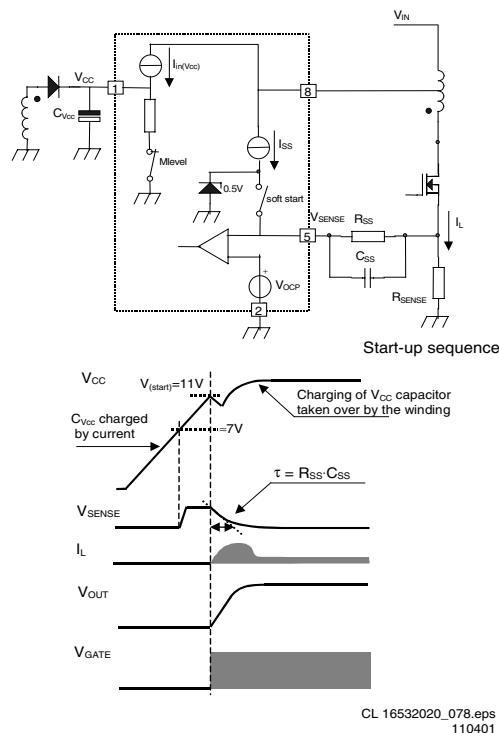 VIN
VCC
Iin(Vcc)
1
8
CVcc
Mlevel
ISS
0.5V
soft start
VSENSE
RSS
IL
5
CSS
VOCP
RSENSE
2
Start-up sequence
VCC
V(start)=11V
Charging of VCC capacitor
taken over by the winding
CVcc charged
by current
=7V
τ = RSS·CSS
VSENSE
IL
VOUT
VGATE
CL 16532020_078.eps
110401